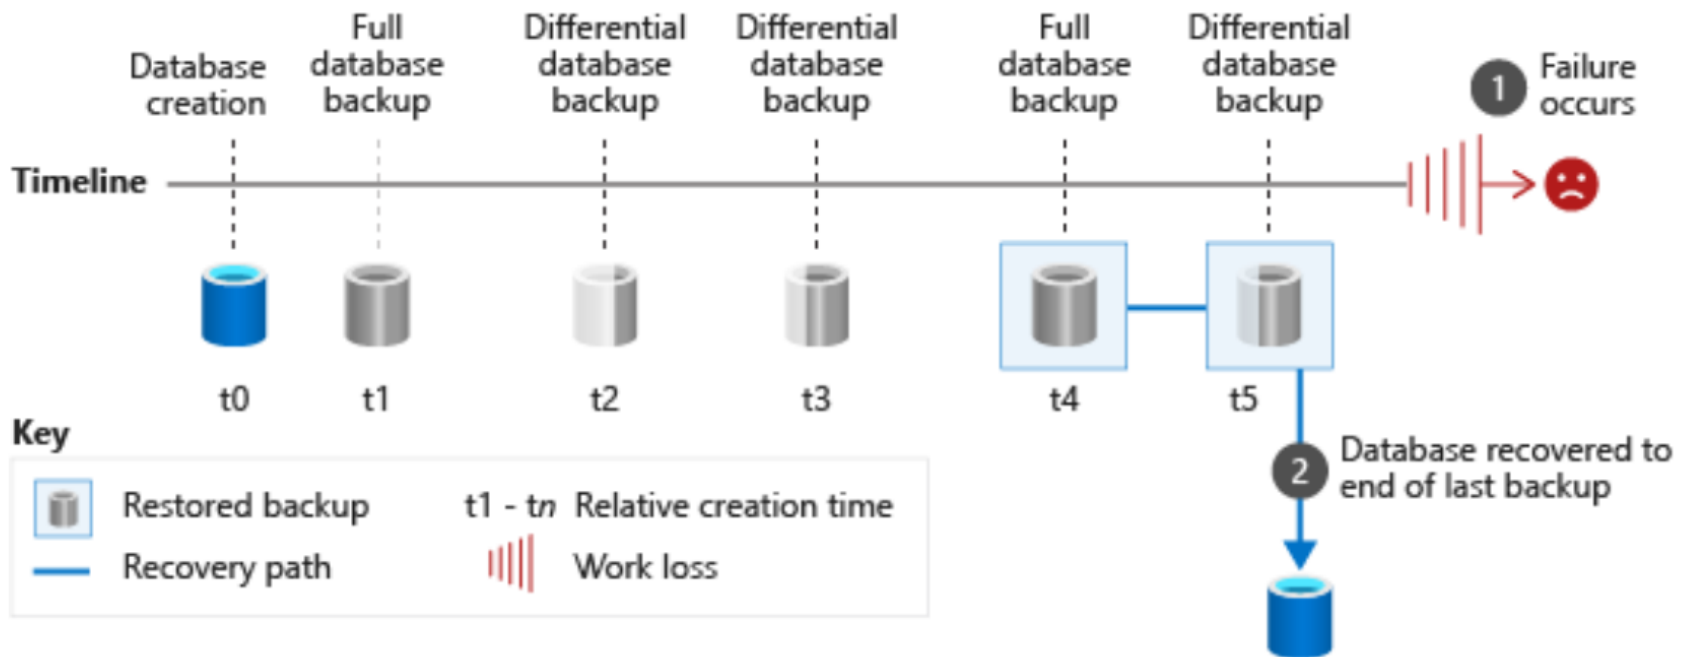 Database
creation
Full
database
backup
Differential
database
backup
Differential
database
backup
Full
database
backup
Differential
database
backup
1
Failure
occurs
Timeline
t0
t1
t2
t3
t4
t5
2
Database recovered to
end of last backup
Key
Restored backup
t1 - tn Relative creation time
Recovery path
Work loss